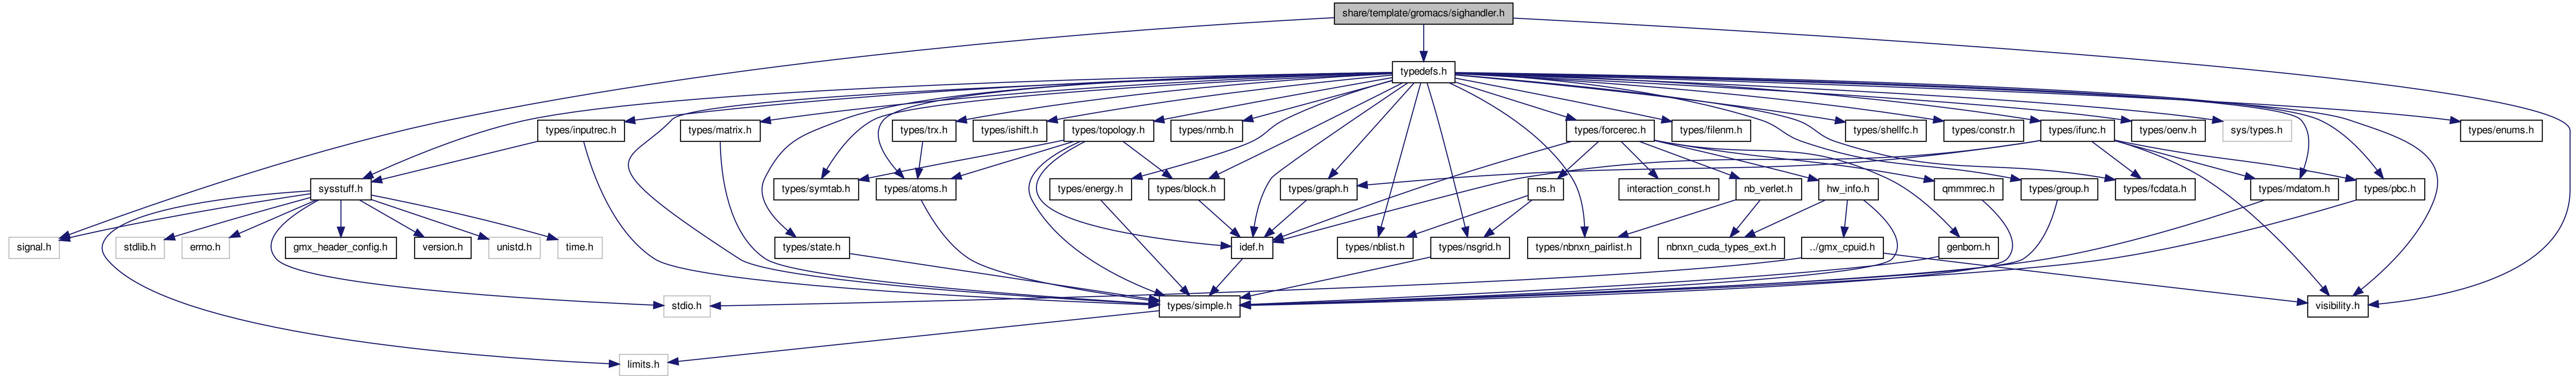 share/template/gromacs/sighandler.h
typedefs.h
types/inputrec.h
types/matrix.h
types/trx.h
types/ishift.h
types/topology.h
types/nrnb.h
types/forcerec.h
types/filenm.h
types/shellfc.h
types/constr.h
types/ifunc.h
types/oenv.h
sys/types.h
types/enums.h
sysstuff.h
types/symtab.h
types/atoms.h
types/energy.h
types/block.h
types/graph.h
ns.h
interaction_const.h
nb_verlet.h
hw_info.h
qmmmrec.h
types/group.h
types/fcdata.h
types/mdatom.h
types/pbc.h
signal.h
stdlib.h
errno.h
gmx_header_config.h
version.h
unistd.h
time.h
types/state.h
idef.h
types/nblist.h
types/nsgrid.h
types/nbnxn_pairlist.h
nbnxn_cuda_types_ext.h
../gmx_cpuid.h
genborn.h
stdio.h
types/simple.h
visibility.h
limits.h